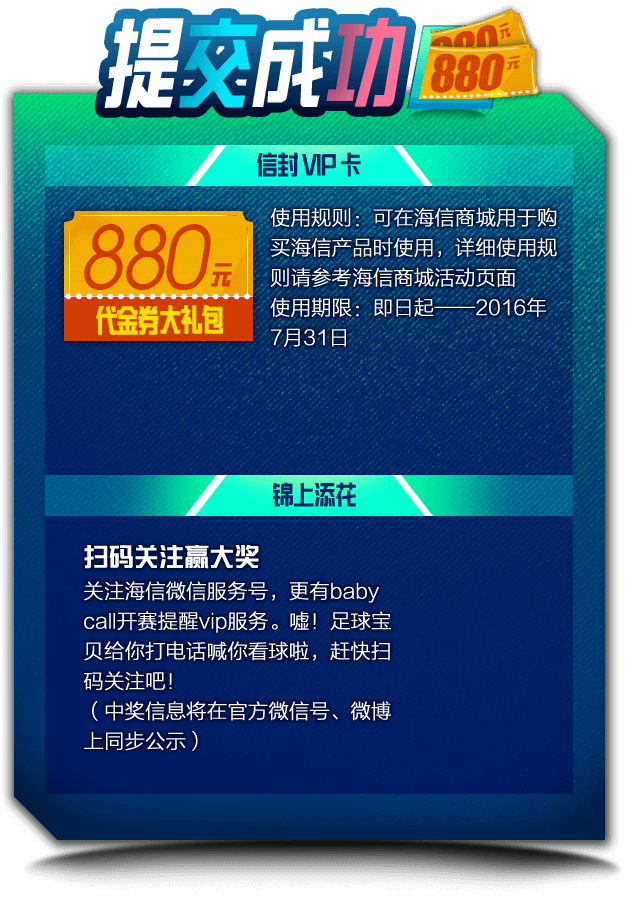 提交成功
880元
880元
信封VIP卡
880元
代金券大礼包
使用规则：可在海信商城用于购
买海信产品时使用，详细使用规
则请参考海信商城活动页面
使用期限：即日起——2016年
7月31日
锦上添花
扫码关注赢大奖
关注海信微信服务号，更有baby
call开赛提醒vip服务。嘘！足球宝
贝给你打电话喊你看球啦，赶快扫
码关注吧！
（中奖信息将在官方微信号、微博
上同步公示）